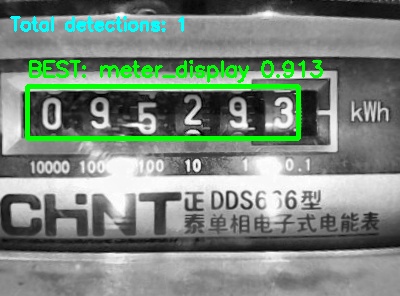 Total detections: 1
BEST: meter_display 0.913
0 9 5 2 9 3
kWh
10000 1000 100 10 1 0.1
CHNT 正泰 DDS666型
单相电子式电能表